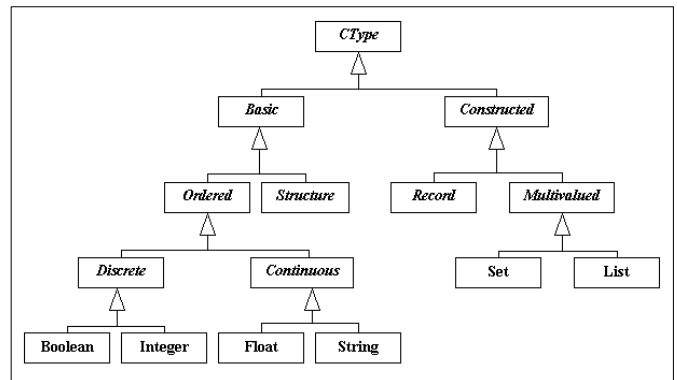 CType
Basic
Constructed
Ordered
Structure
Record
Multivalued
Discrete
Continuous
Set
List
Boolean
Integer
Float
String